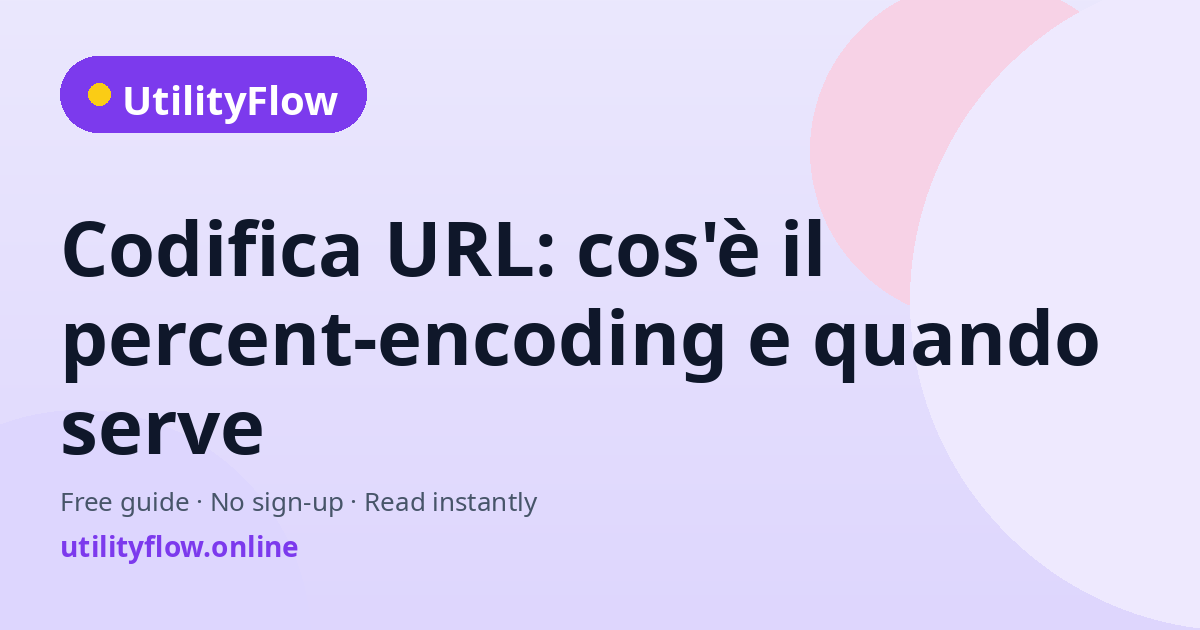 UtilityFlow
Codifica URL: cos'è il
percent-encoding e quando
serve
Free guide · No sign-up · Read instantly
utilityflow.online